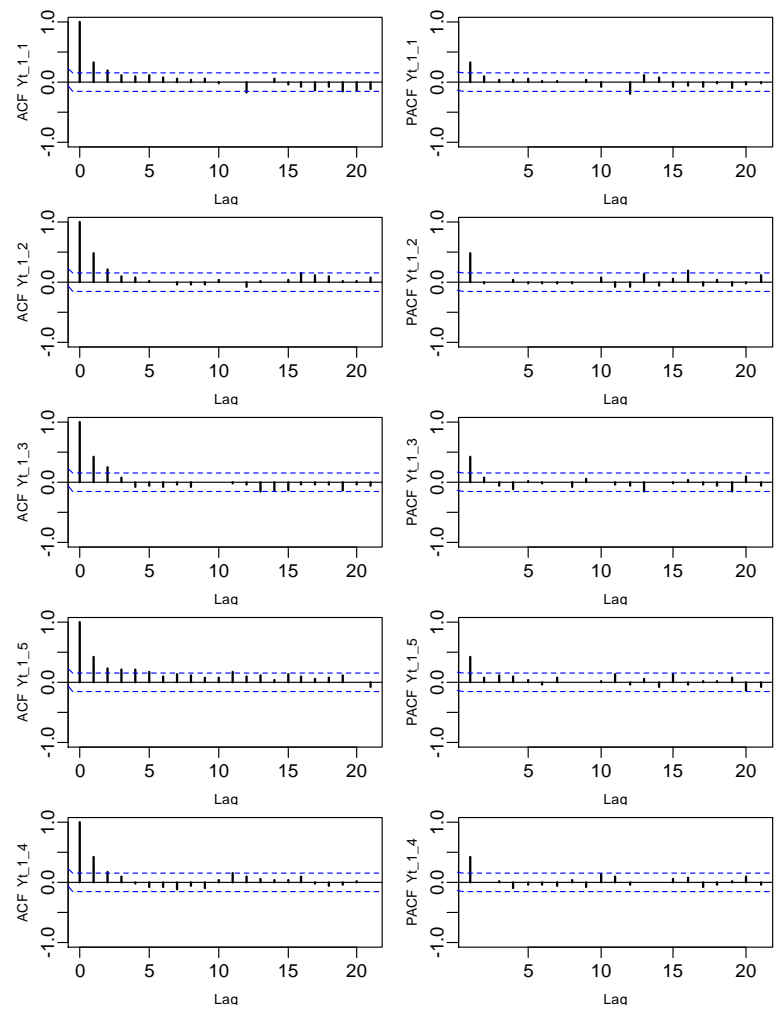 ACF Yt_1_1
1.0
0.0
-1.0
0 5 10 15 20
Lag
PACF Yt_1_1
1.0
0.0
-1.0
5 10 15 20
Lag
ACF Yt_1_2
1.0
0.0
-1.0
0 5 10 15 20
Lag
PACF Yt_1_2
1.0
0.0
-1.0
5 10 15 20
Lag
ACF Yt_1_3
1.0
0.0
-1.0
0 5 10 15 20
Lag
PACF Yt_1_3
1.0
0.0
-1.0
5 10 15 20
Lag
ACF Yt_1_5
1.0
0.0
-1.0
0 5 10 15 20
Lag
PACF Yt_1_5
1.0
0.0
-1.0
5 10 15 20
Lag
ACF Yt_1_4
1.0
0.0
-1.0
0 5 10 15 20
Lag
PACF Yt_1_4
1.0
0.0
-1.0
5 10 15 20
Lag